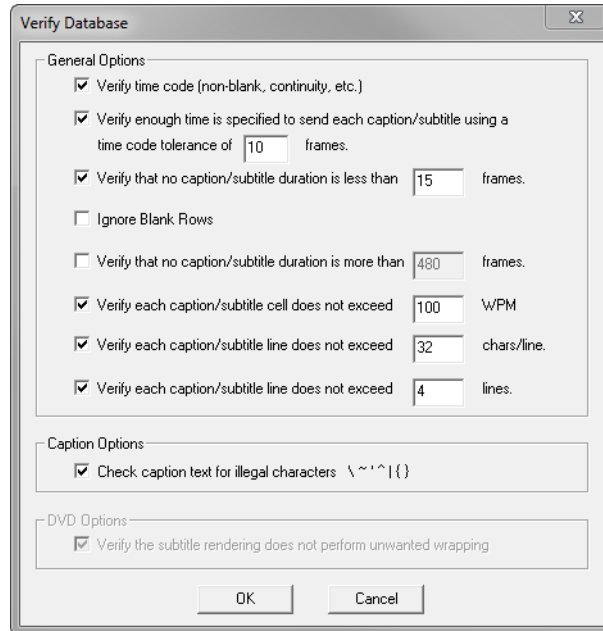 Verify Database
General Options
Verify time code (non-blank, continuity, etc.)
Verify enough time is specified to send each caption/subtitle using a
time code tolerance of 10 frames.
Verify that no caption/subtitle duration is less than 15 frames.
Ignore Blank Rows
Verify that no caption/subtitle duration is more than 480 frames.
Verify each caption/subtitle cell does not exceed 100 WPM
Verify each caption/subtitle line does not exceed 32 chars/line.
Verify each caption/subtitle line does not exceed 4 lines.
Caption Options
Check caption text for illegal characters \ ~ ' ^ | { }
DVD Options
Verify the subtitle rendering does not perform unwanted wrapping
OK Cancel